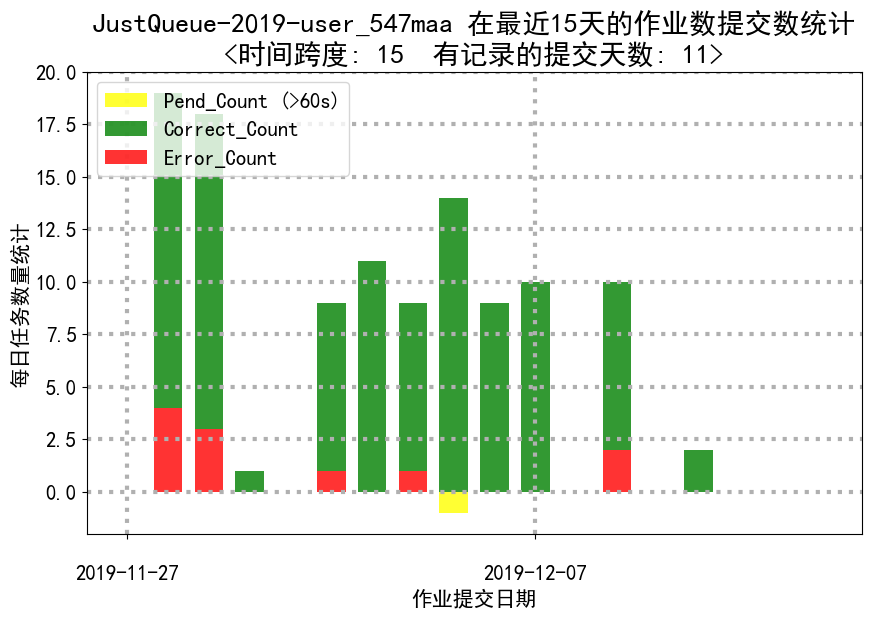 JustQueue-2019-user_547maa 在最近15天的作业数提交数统计
<时间跨度: 15  有记录的提交天数: 11>
20.0
17.5
15.0
12.5
10.0
7.5
5.0
2.5
0.0
每日任务数量统计
Pend_Count (>60s)
Correct_Count
Error_Count
2019-11-27
2019-12-07
作业提交日期